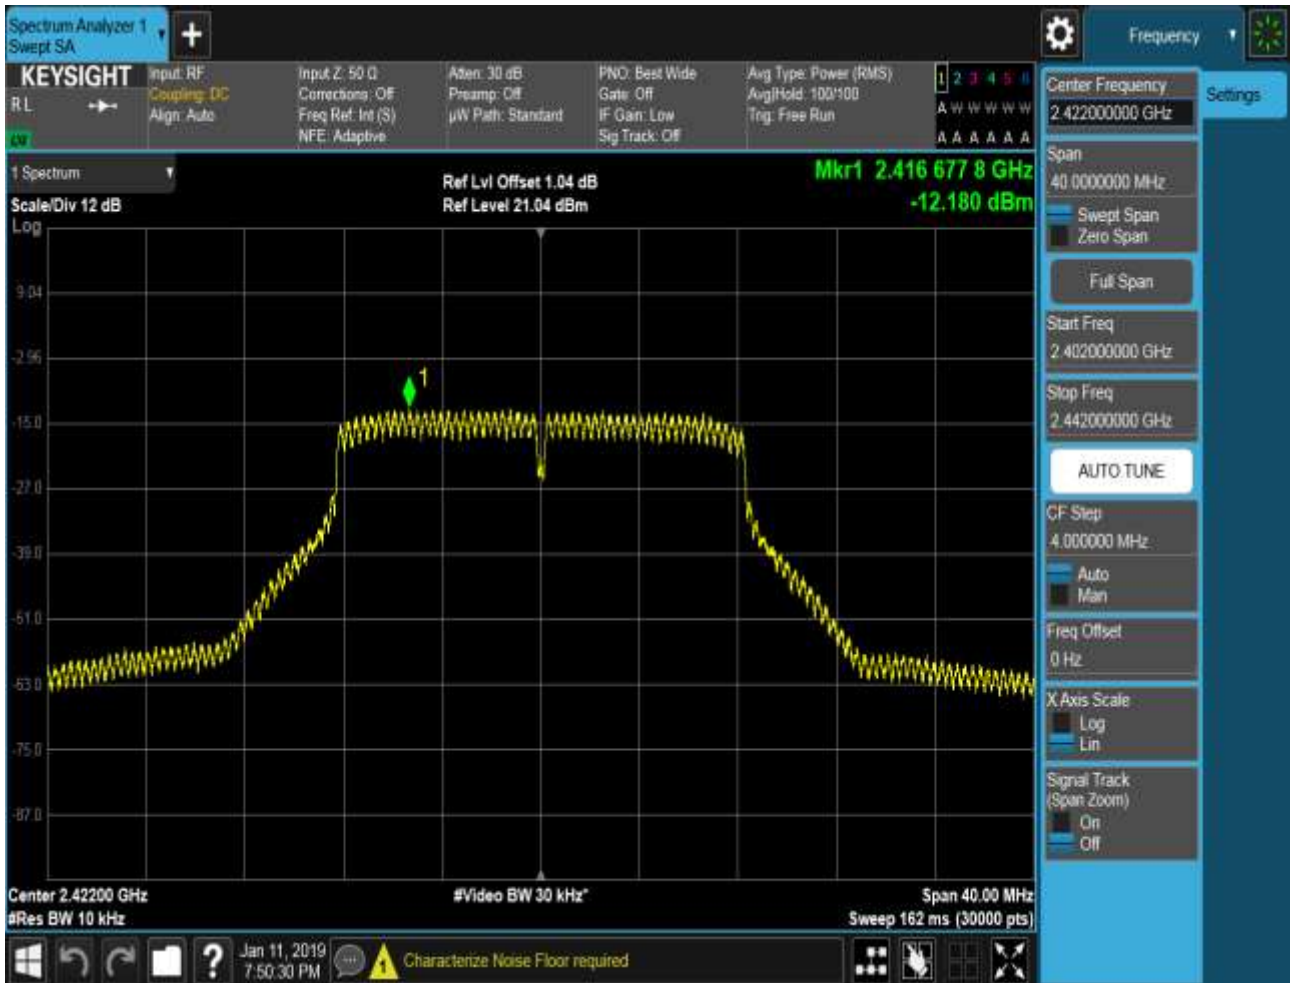 Spectrum Analyzer 1
Swept SA
+
Frequency
KEYSIGHT
RL
LXI
Input: RF
Coupling: DC
Align: Auto
Input Z: 50 Ω
Corrections: Off
Freq Ref: Int (S)
NFE: Adaptive
Atten: 30 dB
Preamp: Off
µW Path: Standard
PNO: Best Wide
Gate: Off
IF Gain: Low
Sig Track: Off
Avg Type: Power (RMS)
Avg|Hold: 100/100
Trig: Free Run
1 2 3 4 5 6
A W W W W W
A A A A A A
1 Spectrum
Scale/Div 12 dB
Log
Ref Lvl Offset 1.04 dB
Ref Level 21.04 dBm
Mkr1 2.416 677 8 GHz
-12.180 dBm
9.04
-2.96
-15.0
-27.0
-39.0
-51.0
-63.0
-75.0
-87.0
1
Center 2.42200 GHz
#Res BW 10 kHz
#Video BW 30 kHz*
Span 40.00 MHz
Sweep 162 ms (30000 pts)
Center Frequency
2.422000000 GHz
Settings
Span
40.0000000 MHz
Swept Span
Zero Span
Full Span
Start Freq
2.402000000 GHz
Stop Freq
2.442000000 GHz
AUTO TUNE
CF Step
4.000000 MHz
Auto
Man
Freq Offset
0 Hz
X Axis Scale
Log
Lin
Signal Track
(Span Zoom)
On
Off
?
Jan 11, 2019
7:50:30 PM
1
Characterize Noise Floor required